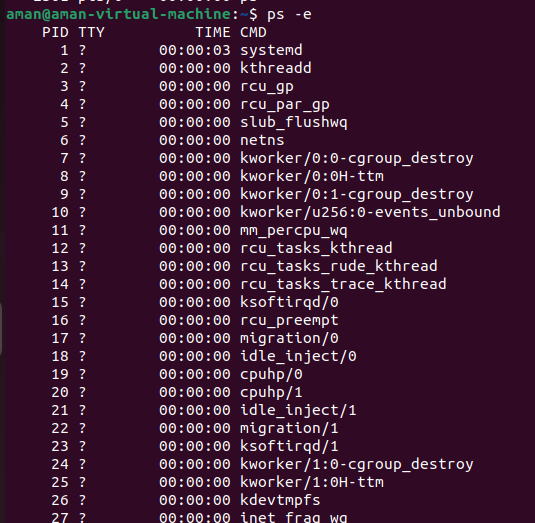 aman@aman-virtual-machine:~$ ps -e
PID TTY          TIME CMD
1 ?        00:00:03 systemd
2 ?        00:00:00 kthreadd
3 ?        00:00:00 rcu_gp
4 ?        00:00:00 rcu_par_gp
5 ?        00:00:00 slub_flushwq
6 ?        00:00:00 netns
7 ?        00:00:00 kworker/0:0-cgroup_destroy
8 ?        00:00:00 kworker/0:0H-ttm
9 ?        00:00:00 kworker/0:1-cgroup_destroy
10 ?        00:00:00 kworker/u256:0-events_unbound
11 ?        00:00:00 mm_percpu_wq
12 ?        00:00:00 rcu_tasks_kthread
13 ?        00:00:00 rcu_tasks_rude_kthread
14 ?        00:00:00 rcu_tasks_trace_kthread
15 ?        00:00:00 ksoftirqd/0
16 ?        00:00:00 rcu_preempt
17 ?        00:00:00 migration/0
18 ?        00:00:00 idle_inject/0
19 ?        00:00:00 cpuhp/0
20 ?        00:00:00 cpuhp/1
21 ?        00:00:00 idle_inject/1
22 ?        00:00:00 migration/1
23 ?        00:00:00 ksoftirqd/1
24 ?        00:00:00 kworker/1:0-cgroup_destroy
25 ?        00:00:00 kworker/1:0H-ttm
26 ?        00:00:00 kdevtmpfs
27 ?        00:00:00 inet_frag_wq